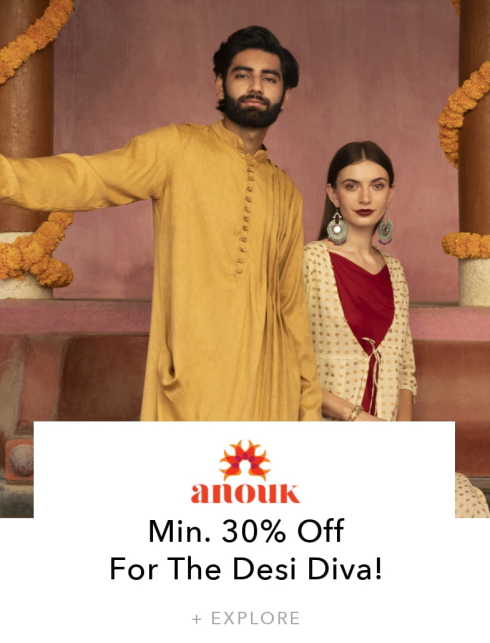 anouk
Min. 30% Off
For The Desi Diva!
+ EXPLORE